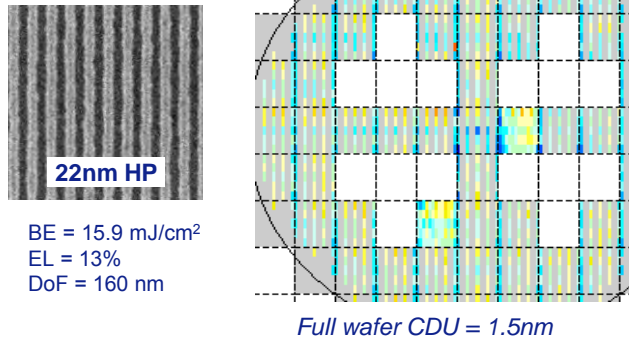 22nm HP
BE = 15.9 mJ/cm²
EL = 13%
DoF = 160 nm
Full wafer CDU = 1.5nm